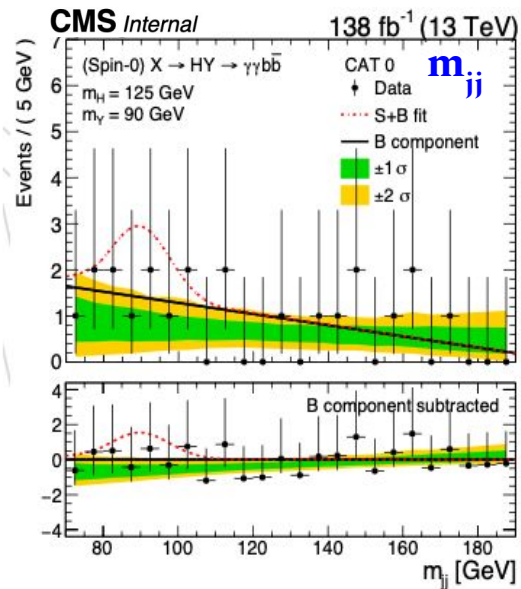 CMS Internal 138 fb⁻¹ (13 TeV)
(Spin-0) X → HY → γγbb̄
m_H = 125 GeV
m_Y = 90 GeV
CAT 0
m_jj
Data
S+B fit
B component
±1 σ
±2 σ
Events / ( 5 GeV )
7
6
5
4
3
2
1
0
B component subtracted
4
2
0
−2
−4
80 100 120 140 160 180
m_jj [GeV]